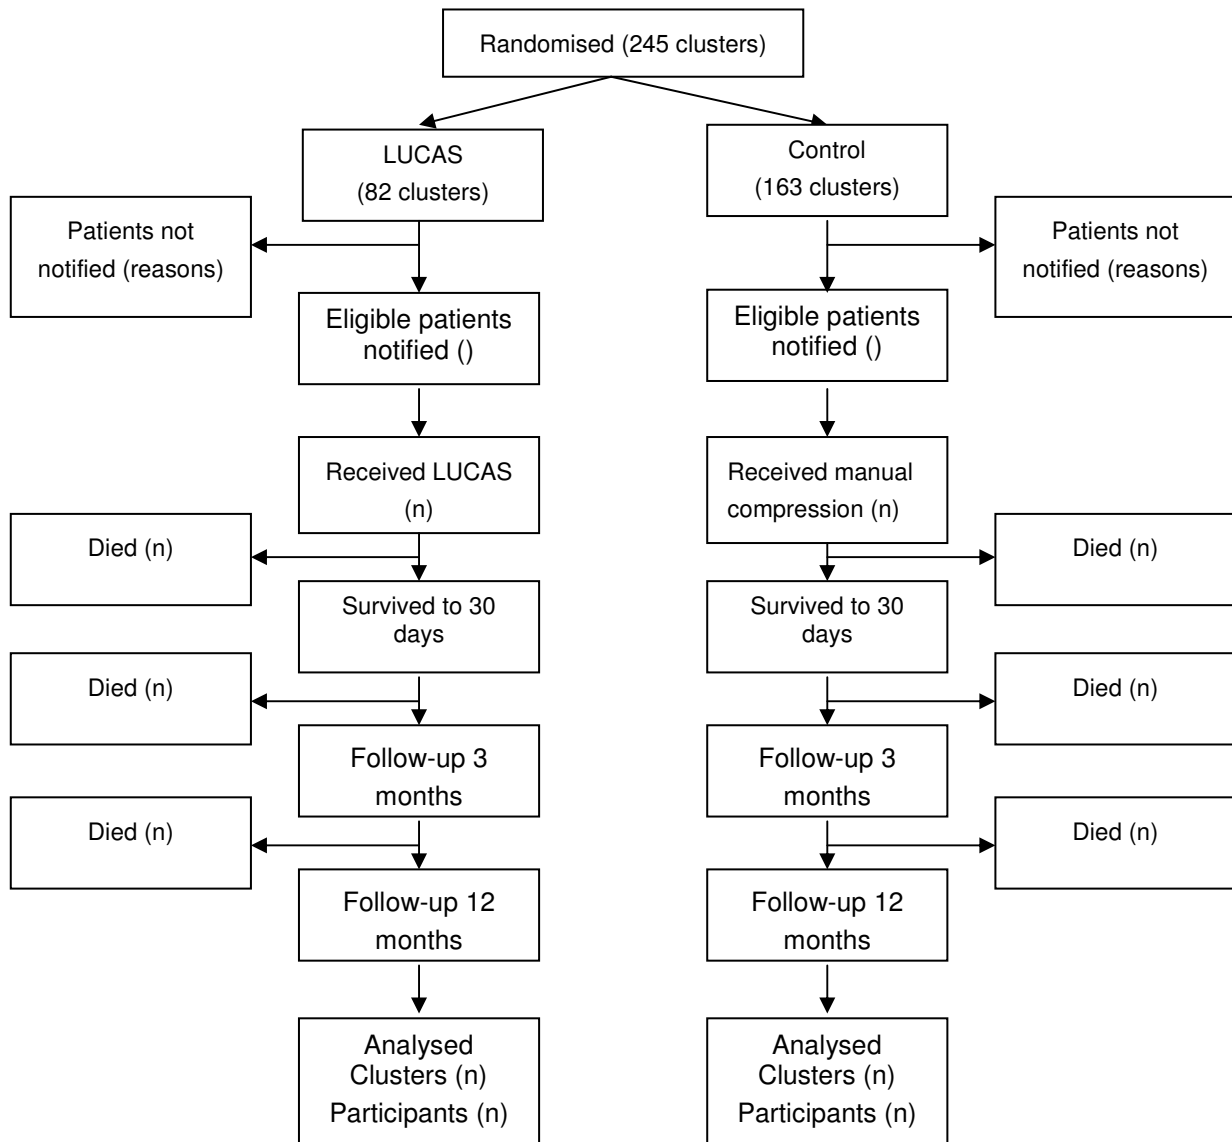 Randomised (245 clusters)
LUCAS
(82 clusters)
Control
(163 clusters)
Patients not
notified (reasons)
Patients not
notified (reasons)
Eligible patients
notified ()
Eligible patients
notified ()
Received LUCAS
(n)
Received manual
compression (n)
Died (n)
Died (n)
Survived to 30
days
Survived to 30
days
Died (n)
Died (n)
Follow-up 3
months
Follow-up 3
months
Died (n)
Died (n)
Follow-up 12
months
Follow-up 12
months
Analysed
Clusters (n)
Participants (n)
Analysed
Clusters (n)
Participants (n)